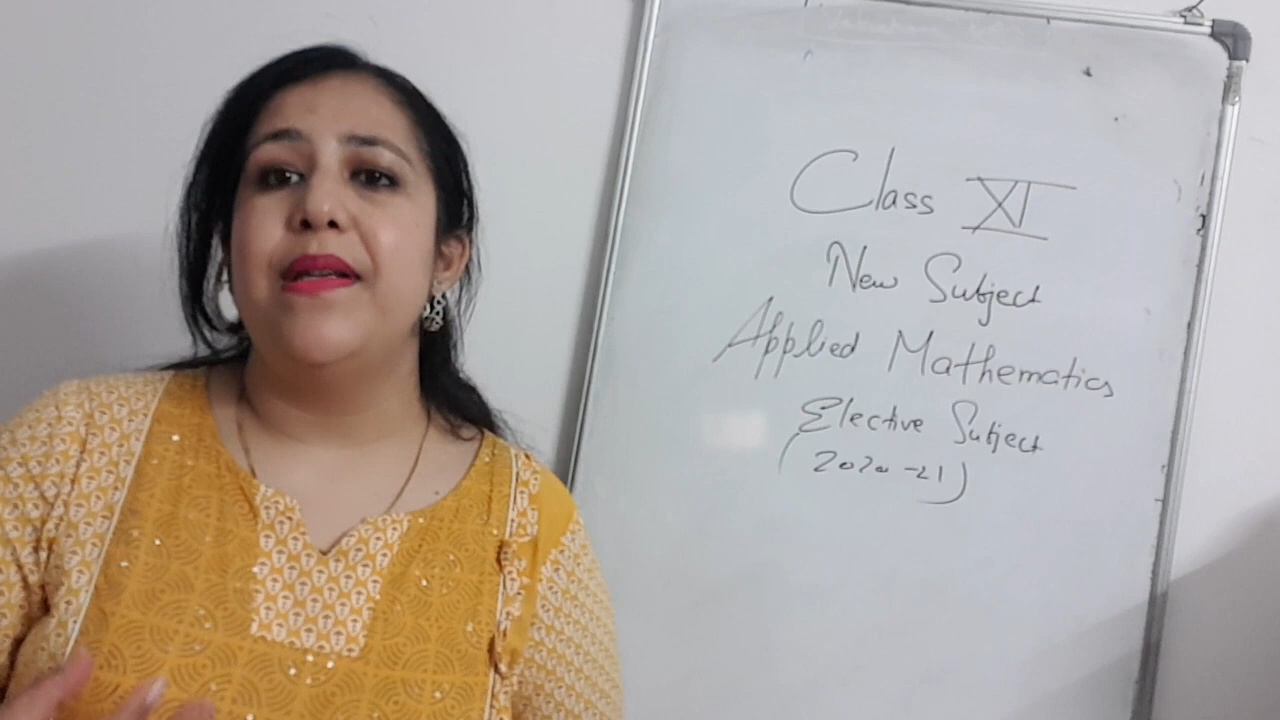 Class XI
New Subject
Applied Mathematics
Elective Subject
(2020-21)